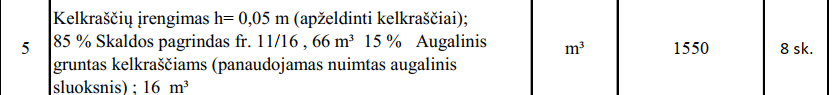 Kelkraščių įrengimas h= 0,05 m (apželdinti kelkraščiai);
5 85 % Skaldos pagrindas fr. 11/16 , 66 m³ 15 % Augalinis m³ 1550 8 sk.
gruntas kelkraščiams (panaudojamas nuimtas augalinis
sluoksnis) ; 16 m³